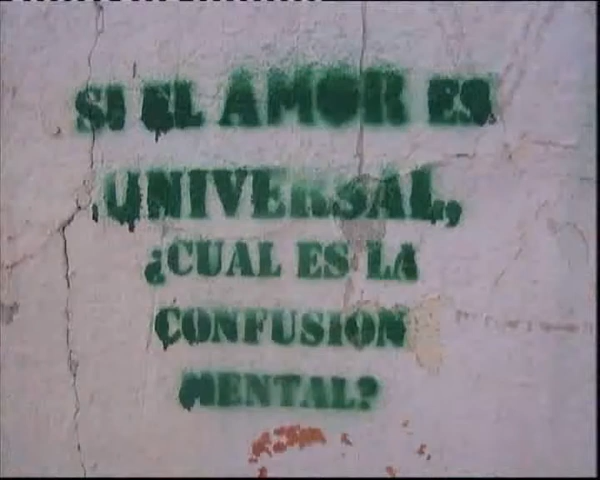 SI EL AMOR ES
UNIVERSAL,
¿CUAL ES LA
CONFUSION
MENTAL?